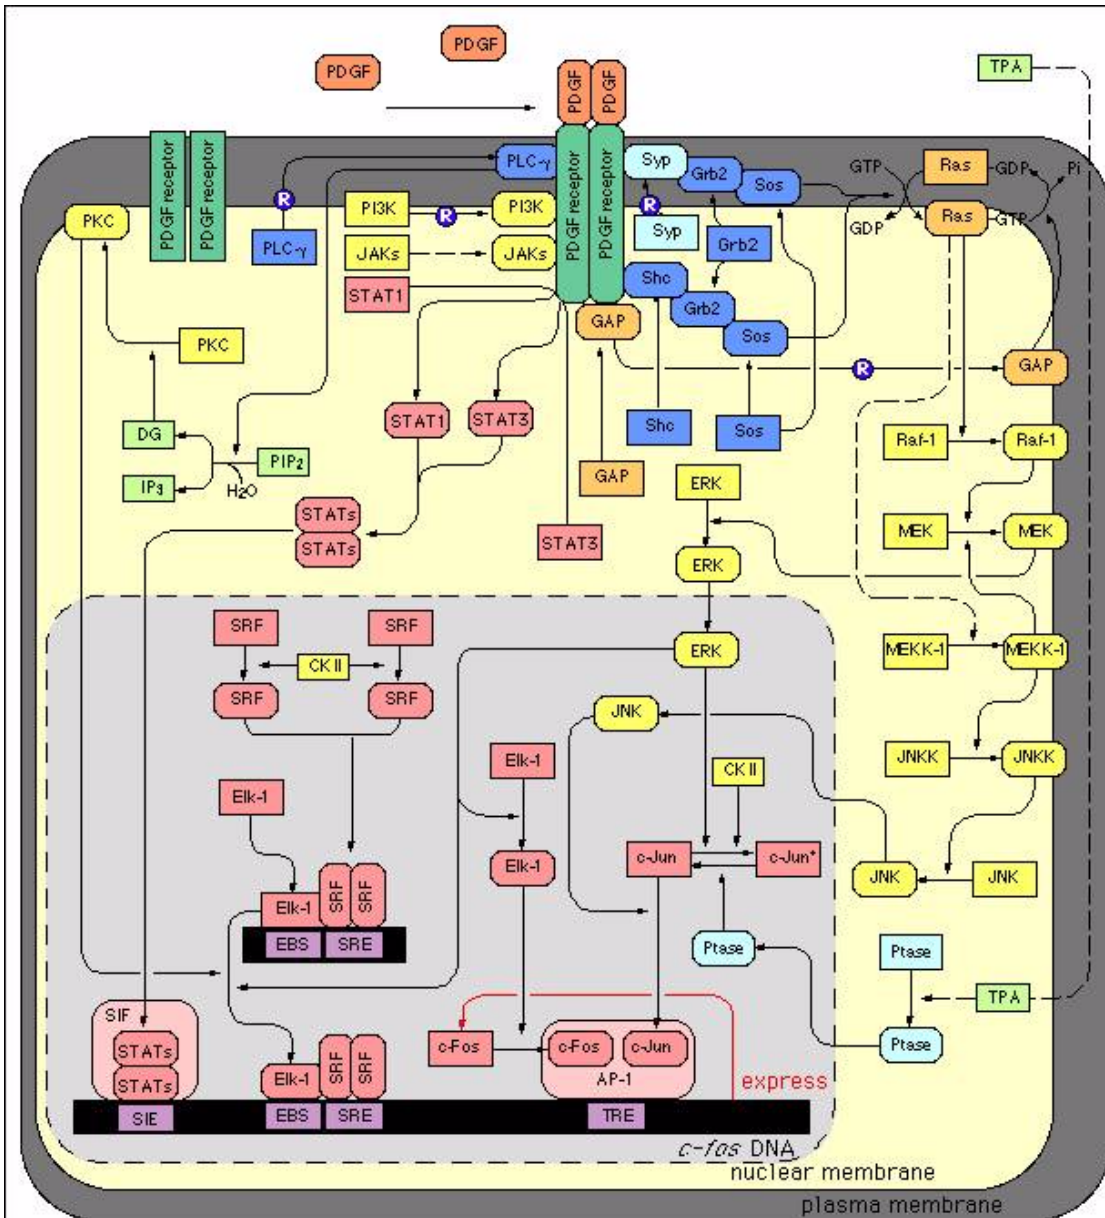 PDGF
PDGF
TPA
PDGF
PDGF
PDGF receptor
PDGF receptor
PDGF receptor
PDGF receptor
PLC-γ
Syp
Grb2
Sos
GTP
Ras
GDP
Pi
PKC
R
PI3K
R
PI3K
R
Ras
GTP
GDP
PLC-γ
JAKs
JAKs
Syp
Grb2
STAT1
Shc
Grb2
GAP
Sos
PKC
R
GAP
STAT1
STAT3
Shc
Sos
DG
PIP2
Raf-1
Raf-1
IP3
H2O
GAP
ERK
STATs
STATs
STAT3
MEK
MEK
ERK
SRF
SRF
CK II
ERK
MEKK-1
MEKK-1
SRF
SRF
JNK
Elk-1
CK II
JNKK
JNKK
Elk-1
Elk-1
c-Jun
c-Jun*
JNK
JNK
Elk-1
SRF
SRF
EBS
SRE
Ptase
Ptase
TPA
SIF
STATs
STATs
Elk-1
SRF
SRF
c-Fos
c-Fos
c-Jun
AP-1
Ptase
express
SIE
EBS
SRE
TRE
c-fos DNA
nuclear membrane
plasma membrane